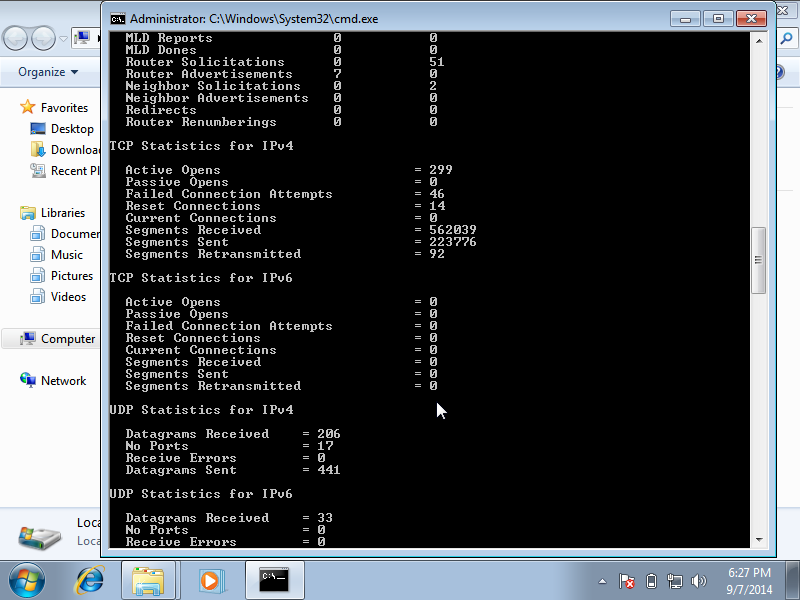 Administrator: C:\Windows\System32\cmd.exe
Organize
Favorites
Desktop
Downloa
Recent Pl
Libraries
Documen
Music
Pictures
Videos
Computer
Network
MLD Reports 0 0
MLD Dones 0 0
Router Solicitations 0 51
Router Advertisements 7 0
Neighbor Solicitations 0 2
Neighbor Advertisements 0 0
Redirects 0 0
Router Renumberings 0 0
TCP Statistics for IPv4
Active Opens = 299
Passive Opens = 0
Failed Connection Attempts = 46
Reset Connections = 14
Current Connections = 0
Segments Received = 562039
Segments Sent = 223776
Segments Retransmitted = 92
TCP Statistics for IPv6
Active Opens = 0
Passive Opens = 0
Failed Connection Attempts = 0
Reset Connections = 0
Current Connections = 0
Segments Received = 0
Segments Sent = 0
Segments Retransmitted = 0
UDP Statistics for IPv4
Datagrams Received = 206
No Ports = 17
Receive Errors = 0
Datagrams Sent = 441
UDP Statistics for IPv6
Datagrams Received = 33
No Ports = 0
Receive Errors = 0
Loca
Loca
C:\_
6:27 PM
9/7/2014